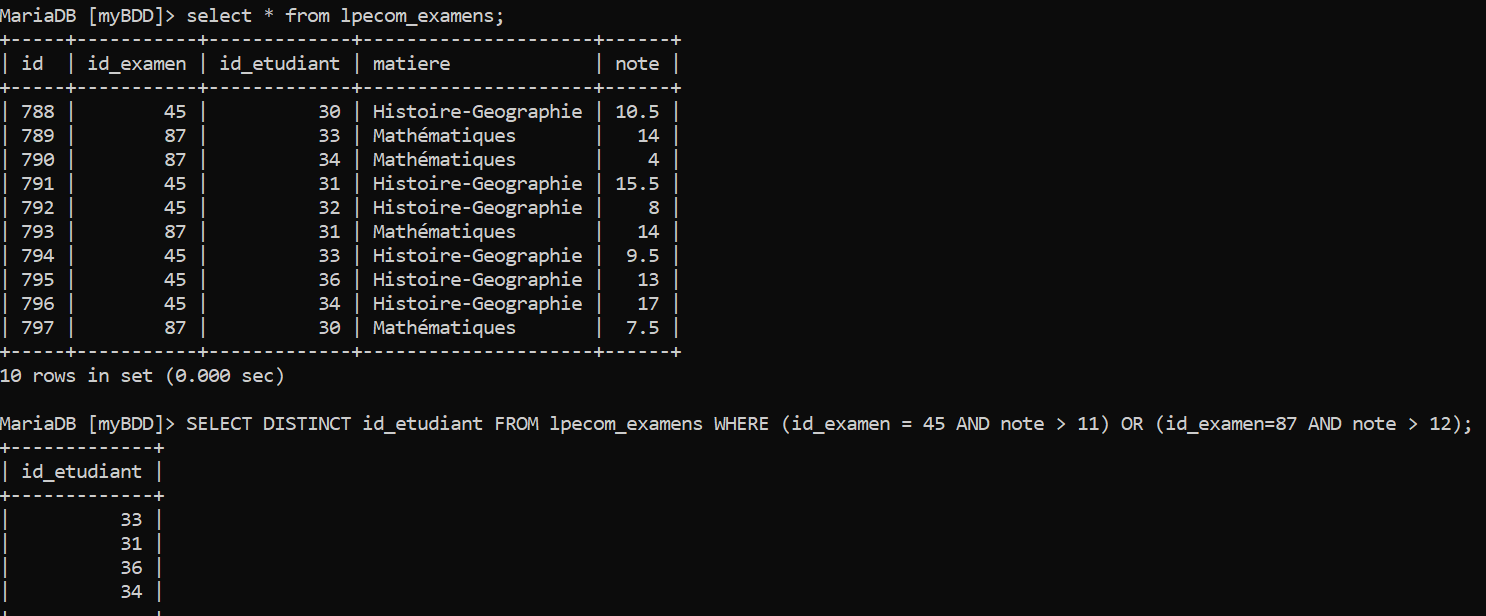 MariaDB [myBDD]> select * from lpecom_examens;
+-----+-----------+-------------+---------------------+------+
| id  | id_examen | id_etudiant | matiere             | note |
+-----+-----------+-------------+---------------------+------+
| 788 |        45 |          30 | Histoire-Geographie | 10.5 |
| 789 |        87 |          33 | Mathématiques       |   14 |
| 790 |        87 |          34 | Mathématiques       |    4 |
| 791 |        45 |          31 | Histoire-Geographie | 15.5 |
| 792 |        45 |          32 | Histoire-Geographie |    8 |
| 793 |        87 |          31 | Mathématiques       |   14 |
| 794 |        45 |          33 | Histoire-Geographie |  9.5 |
| 795 |        45 |          36 | Histoire-Geographie |   13 |
| 796 |        45 |          34 | Histoire-Geographie |   17 |
| 797 |        87 |          30 | Mathématiques       |  7.5 |
+-----+-----------+-------------+---------------------+------+
10 rows in set (0.000 sec)
MariaDB [myBDD]> SELECT DISTINCT id_etudiant FROM lpecom_examens WHERE (id_examen = 45 AND note > 11) OR (id_examen=87 AND note > 12);
+-------------+
| id_etudiant |
+-------------+
|          33 |
|          31 |
|          36 |
|          34 |